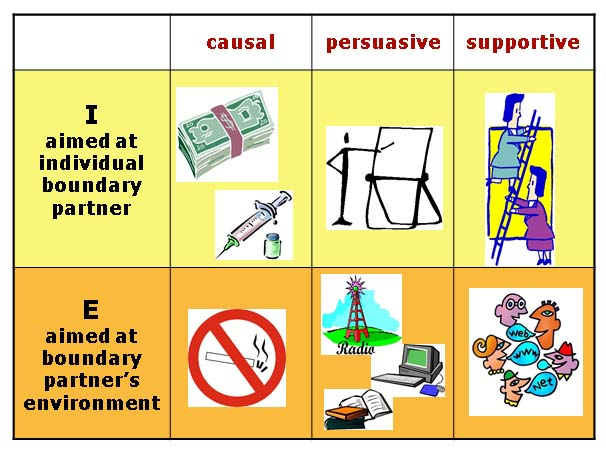 causal persuasive supportive
I
aimed at
individual
boundary
partner
E
aimed at
boundary
partner's
environment
Radio
web
www
Net